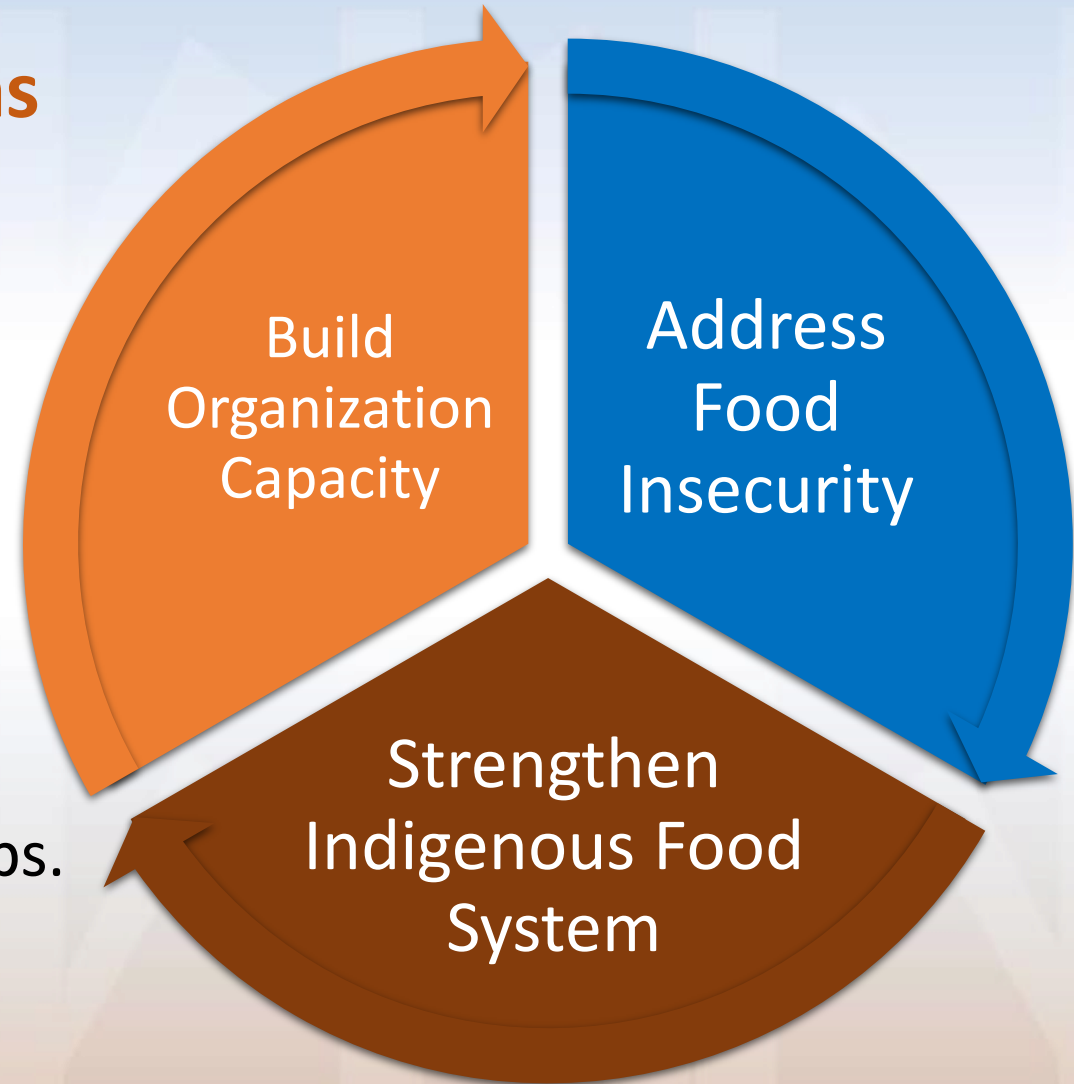 Build
Organization
Capacity
Address
Food
Insecurity
Strengthen
Indigenous Food
System